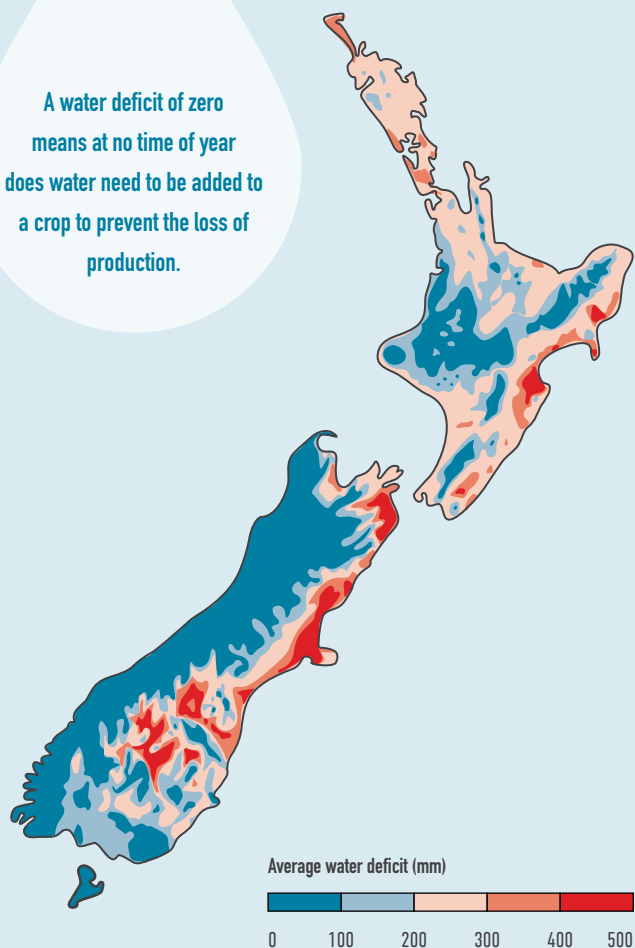 A water deficit of zero
means at no time of year
does water need to be added to
a crop to prevent the loss of
production.
Average water deficit (mm)
0 100 200 300 400 500